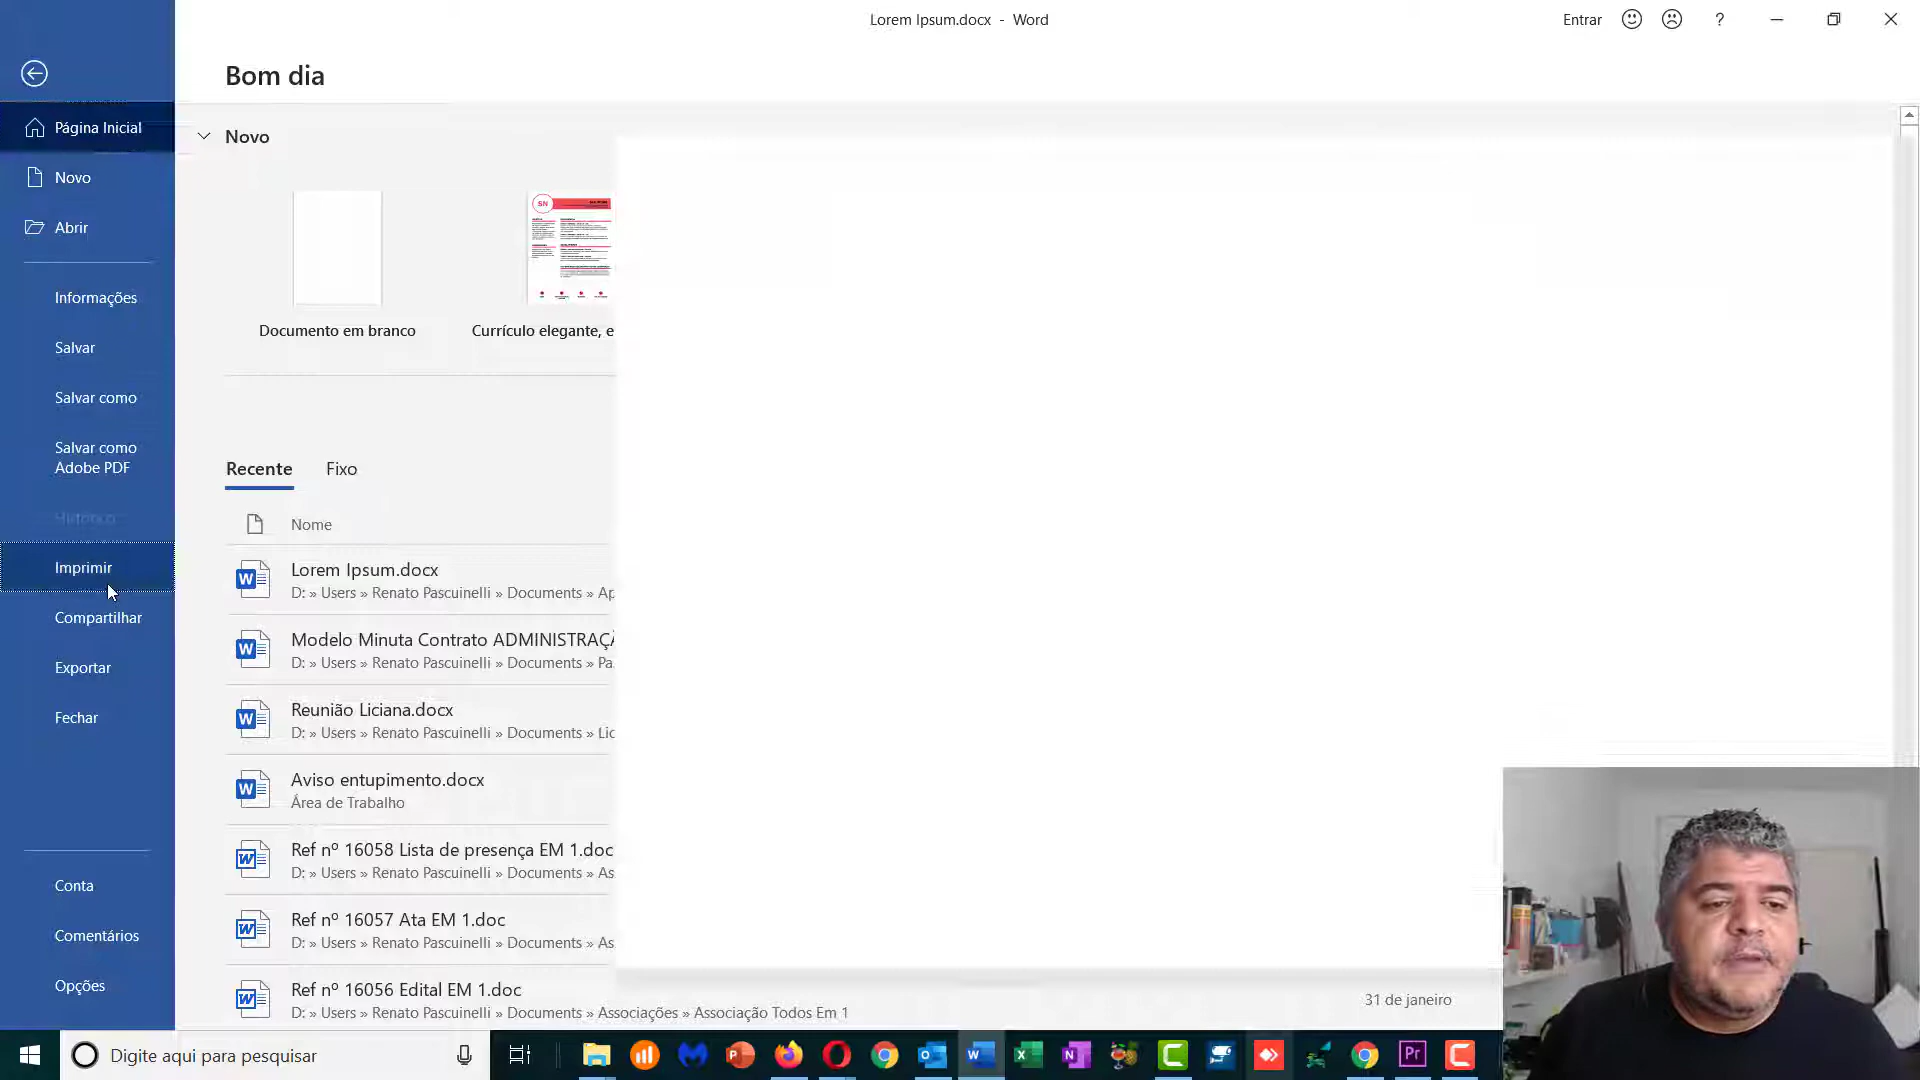 Lorem Ipsum.docx - Word
Entrar
?
Bom dia
Página Inicial
Novo
Abrir
Informações
Salvar
Salvar como
Salvar como
Adobe PDF
Histórico
Imprimir
Compartilhar
Exportar
Fechar
Conta
Comentários
Opções
Novo
SN
Documento em branco
Currículo elegante, e
Recente
Fixo
Nome
Lorem Ipsum.docx
D: » Users » Renato Pascuinelli » Documents » Ap
Modelo Minuta Contrato ADMINISTRAÇÃ
D: » Users » Renato Pascuinelli » Documents » Pa
Reunião Liciana.docx
D: » Users » Renato Pascuinelli » Documents » Lic
Aviso entupimento.docx
Área de Trabalho
Ref nº 16058 Lista de presença EM 1.doc
D: » Users » Renato Pascuinelli » Documents » As
Ref nº 16057 Ata EM 1.doc
D: » Users » Renato Pascuinelli » Documents » As
Ref nº 16056 Edital EM 1.doc
D: » Users » Renato Pascuinelli » Documents » Associações » Associação Todos Em 1
31 de janeiro
Digite aqui para pesquisar